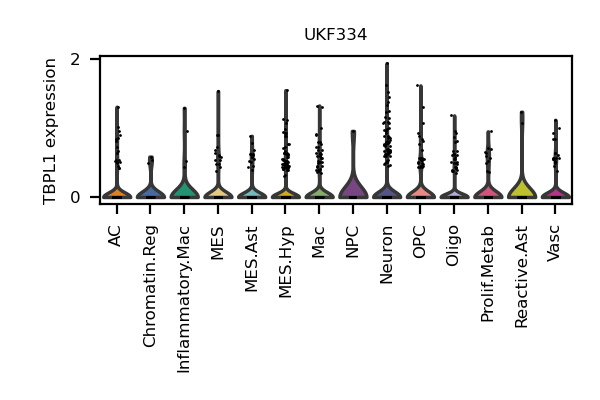 UKF334
TBPL1 expression
2
0
AC
Chromatin.Reg
Inflammatory.Mac
MES
MES.Ast
MES.Hyp
Mac
NPC
Neuron
OPC
Oligo
Prolif.Metab
Reactive.Ast
Vasc